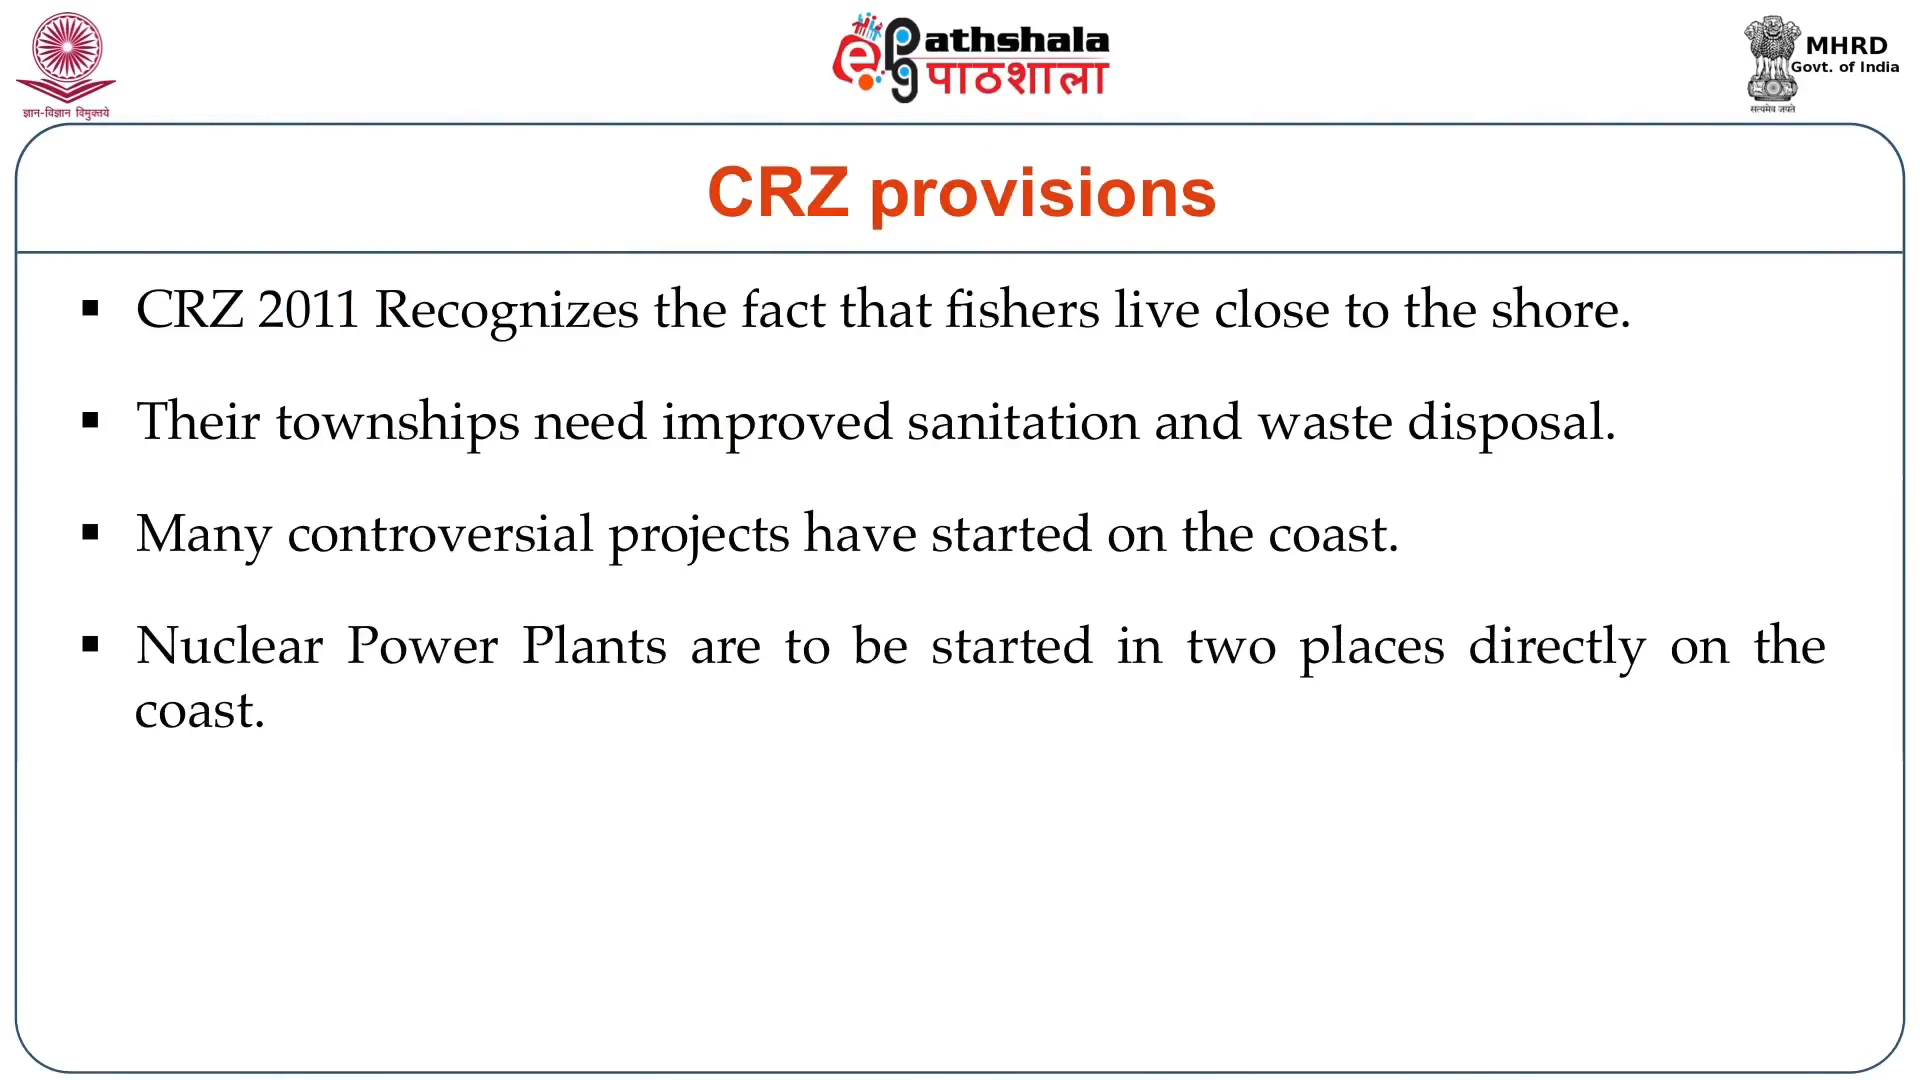 ज्ञान-विज्ञान विमुक्तये
e
pg
athshala
पाठशाला
MHRD
Govt. of India
सत्यमेव जयते
CRZ provisions
▪ CRZ 2011 Recognizes the fact that fishers live close to the shore.
▪ Their townships need improved sanitation and waste disposal.
▪ Many controversial projects have started on the coast.
▪ Nuclear Power Plants are to be started in two places directly on the
coast.